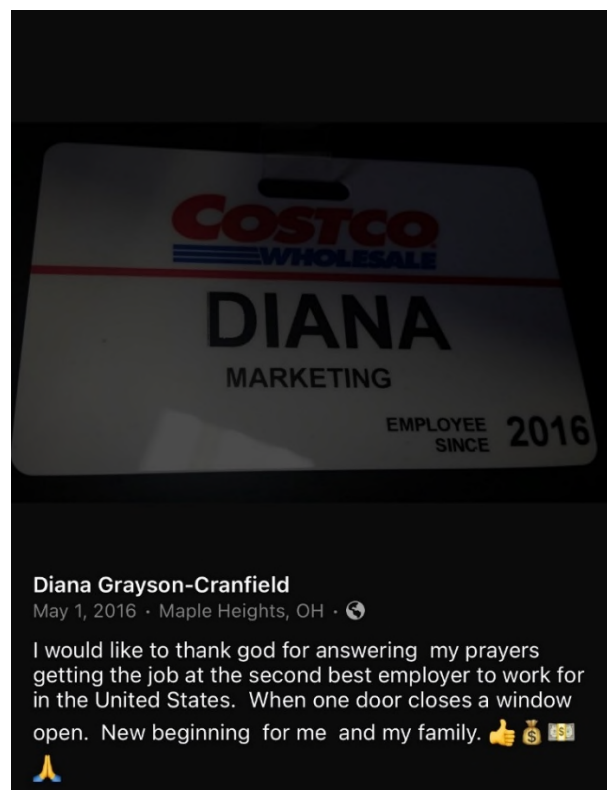 COSTCO
WHOLESALE
DIANA
MARKETING
EMPLOYEE
SINCE 2016
Diana Grayson-Cranfield
May 1, 2016 · Maple Heights, OH ·
I would like to thank god for answering  my prayers
getting the job at the second best employer to work for
in the United States.  When one door closes a window
open.  New beginning  for me  and my family. 👍💰💵
🙏